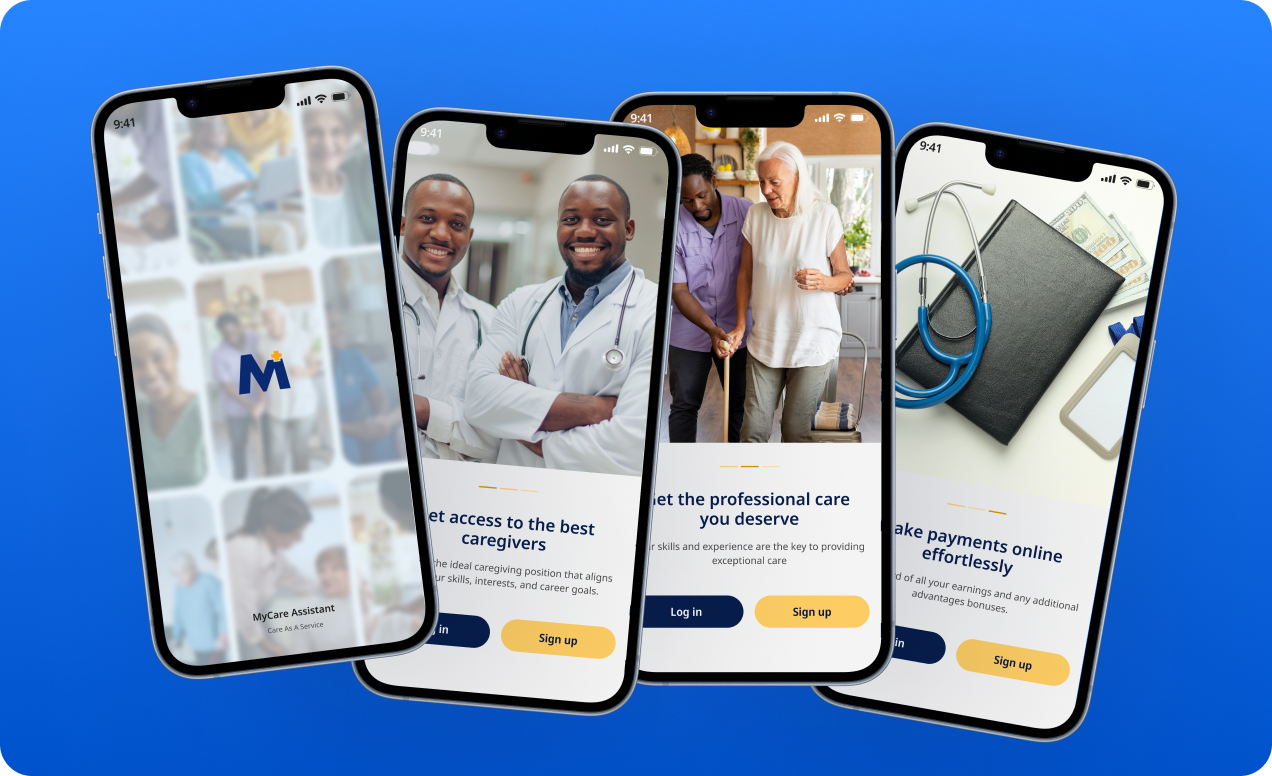 9:41
M
MyCare Assistant
Care As A Service
9:41
et access to the best
caregivers
the ideal caregiving position that aligns
ur skills, interests, and career goals.
in
Sign up
9:41
et the professional care
you deserve
r skills and experience are the key to providing
exceptional care
Log in
Sign up
9:41
ake payments online
effortlessly
d of all your earnings and any additional
advantages bonuses.
in
Sign up